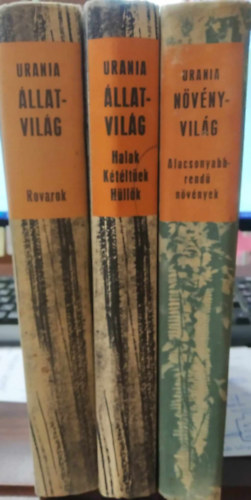 URANIA
ÁLLAT-
VILÁG
Rovarok
URANIA
ÁLLAT-
VILÁG
Halak
Kétéltűek
Hüllők
URANIA
NÖVÉNY-
VILÁG
Alacsonyabb-
rendű
növények